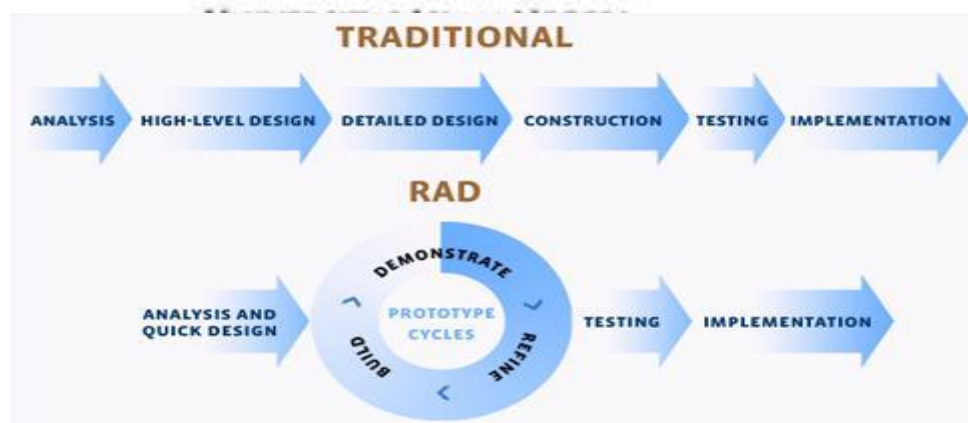 TRADITIONAL
ANALYSIS
HIGH-LEVEL DESIGN
DETAILED DESIGN
CONSTRUCTION
TESTING
IMPLEMENTATION
RAD
DEMONSTRATE
REFINE
BUILD
PROTOTYPE
CYCLES
ANALYSIS AND
QUICK DESIGN
TESTING
IMPLEMENTATION